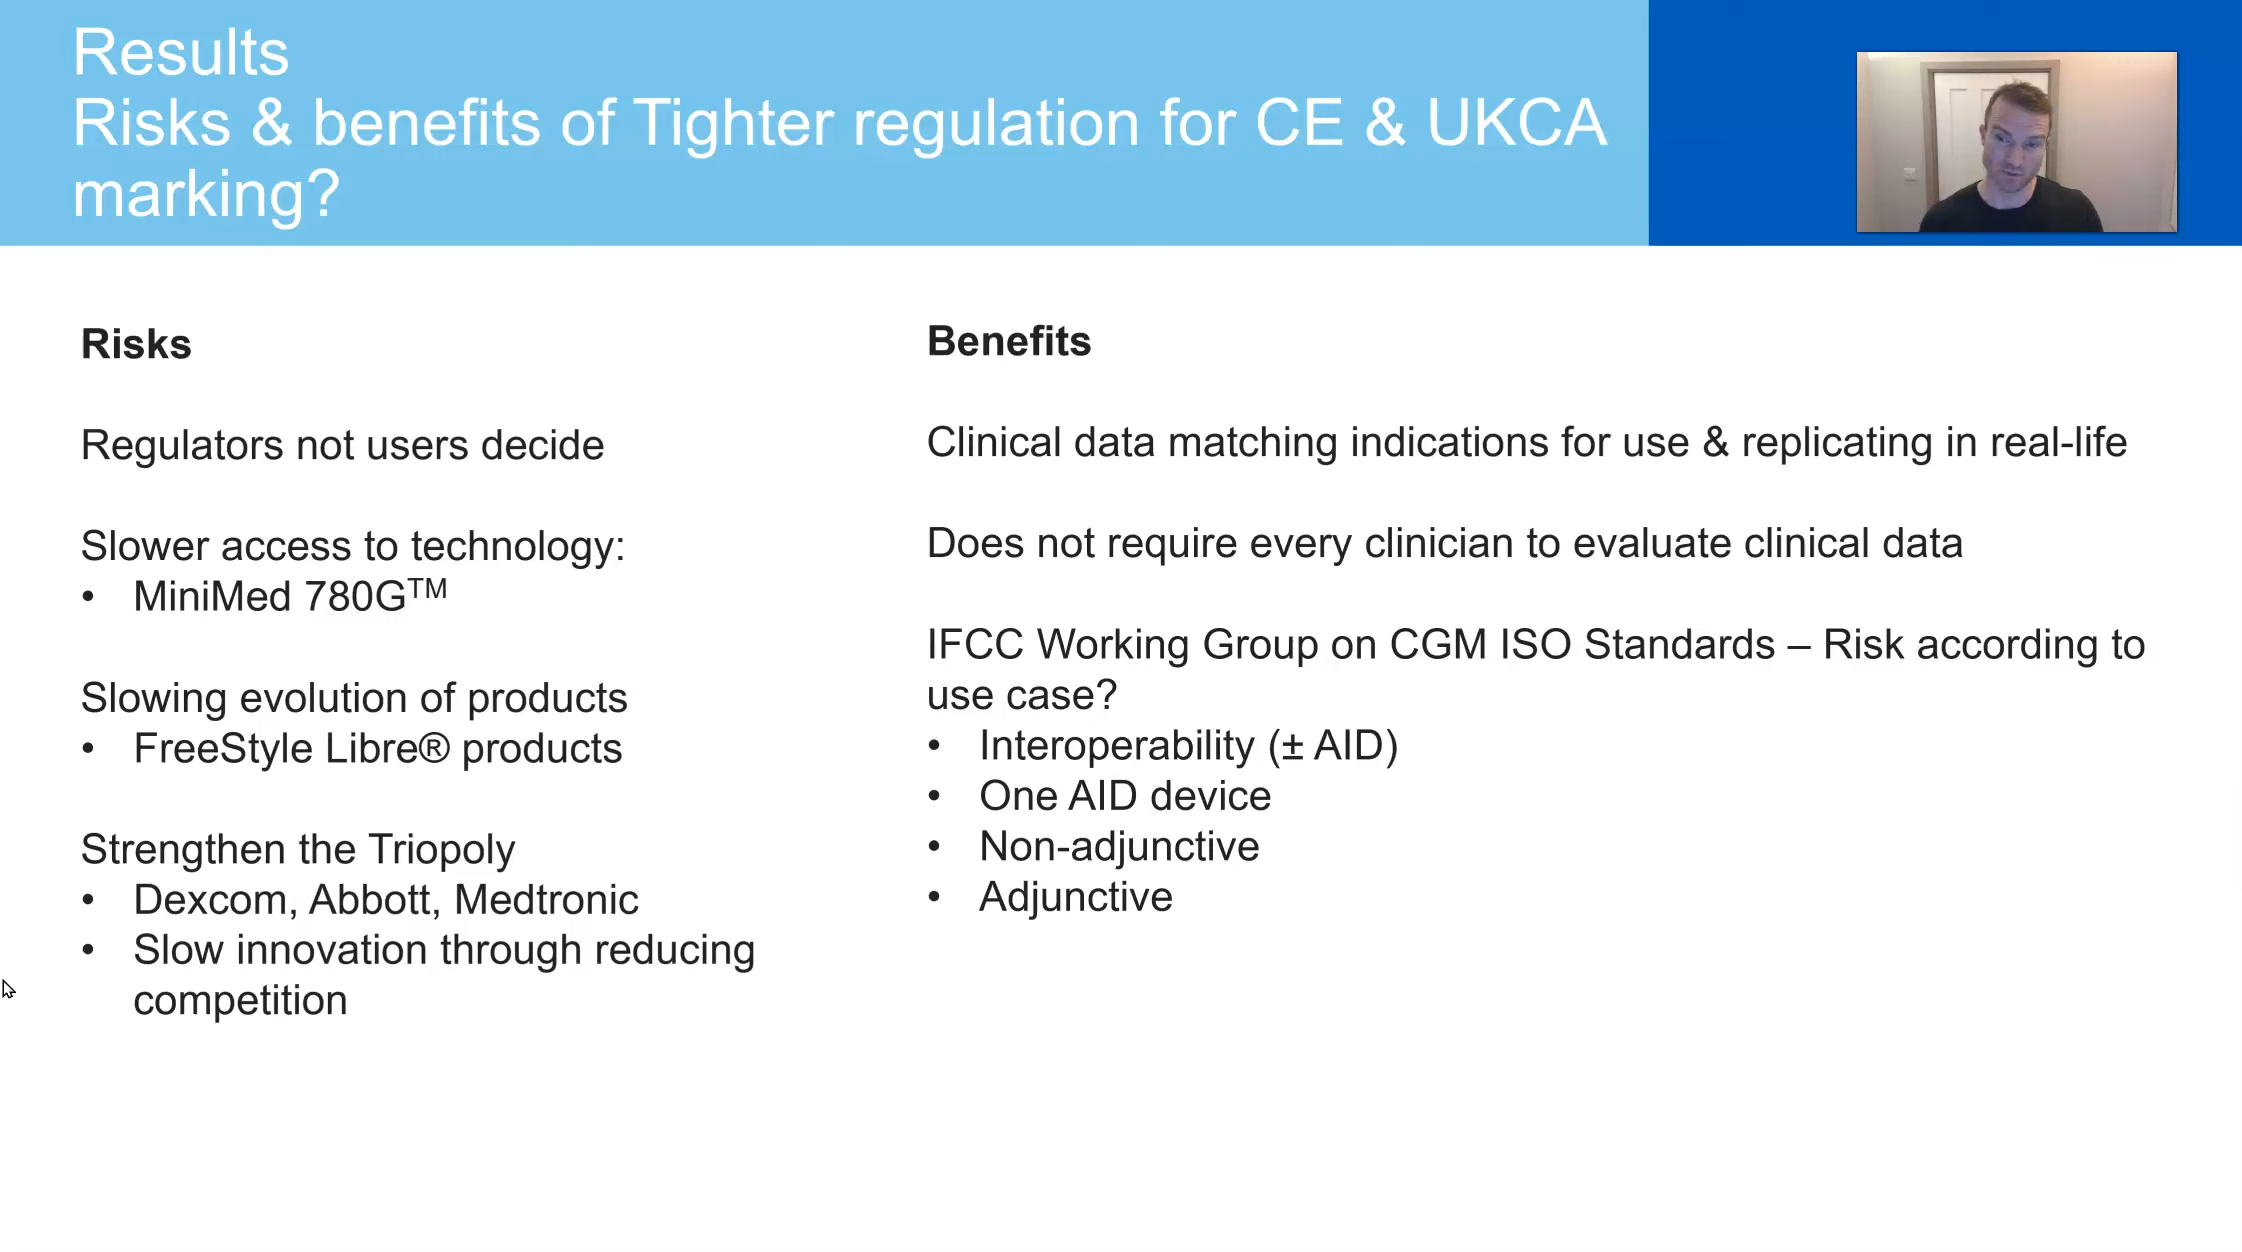 Results
Risks & benefits of Tighter regulation for CE & UKCA
marking?
Risks
Regulators not users decide
Slower access to technology:
• MiniMed 780G™
Slowing evolution of products
• FreeStyle Libre® products
Strengthen the Triopoly
• Dexcom, Abbott, Medtronic
• Slow innovation through reducing
competition
Benefits
Clinical data matching indications for use & replicating in real-life
Does not require every clinician to evaluate clinical data
IFCC Working Group on CGM ISO Standards – Risk according to
use case?
• Interoperability (± AID)
• One AID device
• Non-adjunctive
• Adjunctive